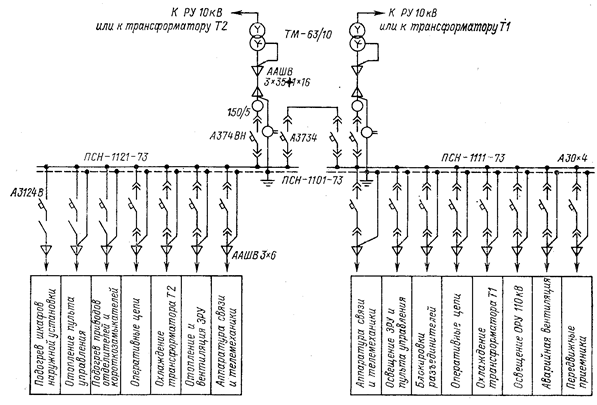 К РУ 10кВ
или к трансформатору Т2
ТМ-63/10
К РУ 10кВ
или к трансформатору Т1
ААШВ
3×35+1×16
150/5
А374ВН
А3734
ПСН-1121-73
ПСН-1101-73
ПСН-1111-73
А30×4
А3124В
ААШВ 3×6
Подогрев шкафов
наружной установки
Отопление пульта
управления
Подогрев приводов
отделителей и
короткозамыкателей
Оперативные цепи
Охлаждение
трансформатора Т2
Отопление и
вентиляция ЗРУ
Аппаратура связи
и телемеханики
Аппаратура связи
и телемеханики
Освещение ЗРУ и
пульта управления
Блокировки
разъединителей
Оперативные цепи
Охлаждение
трансформатора Т1
Освещение ОРУ 110кВ
Аварийная вентиляция
Передвижные
приемники